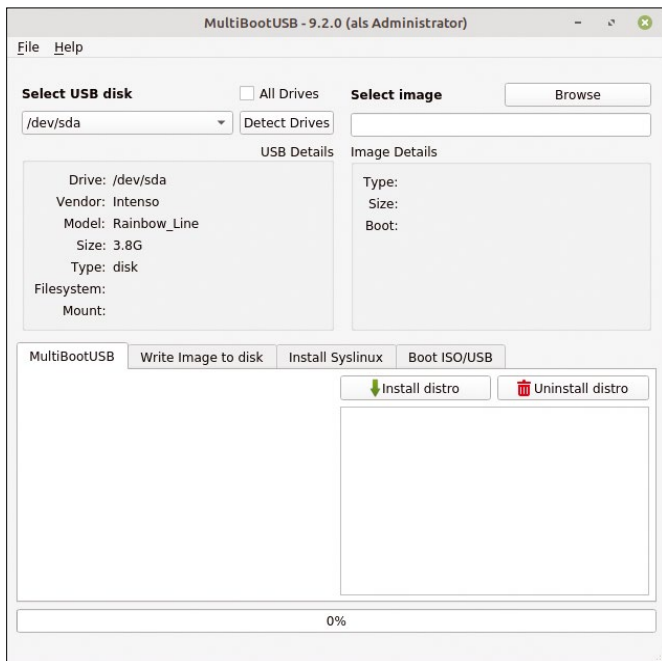 MultiBootUSB - 9.2.0 (als Administrator)
File Help
Select USB disk
All Drives
/dev/sda
Detect Drives
USB Details
Drive: /dev/sda
Vendor: Intenso
Model: Rainbow_Line
Size: 3.8G
Type: disk
Filesystem:
Mount:
Select image
Browse
Image Details
Type:
Size:
Boot:
MultiBootUSB Write Image to disk Install Syslinux Boot ISO/USB
Install distro Uninstall distro
0%